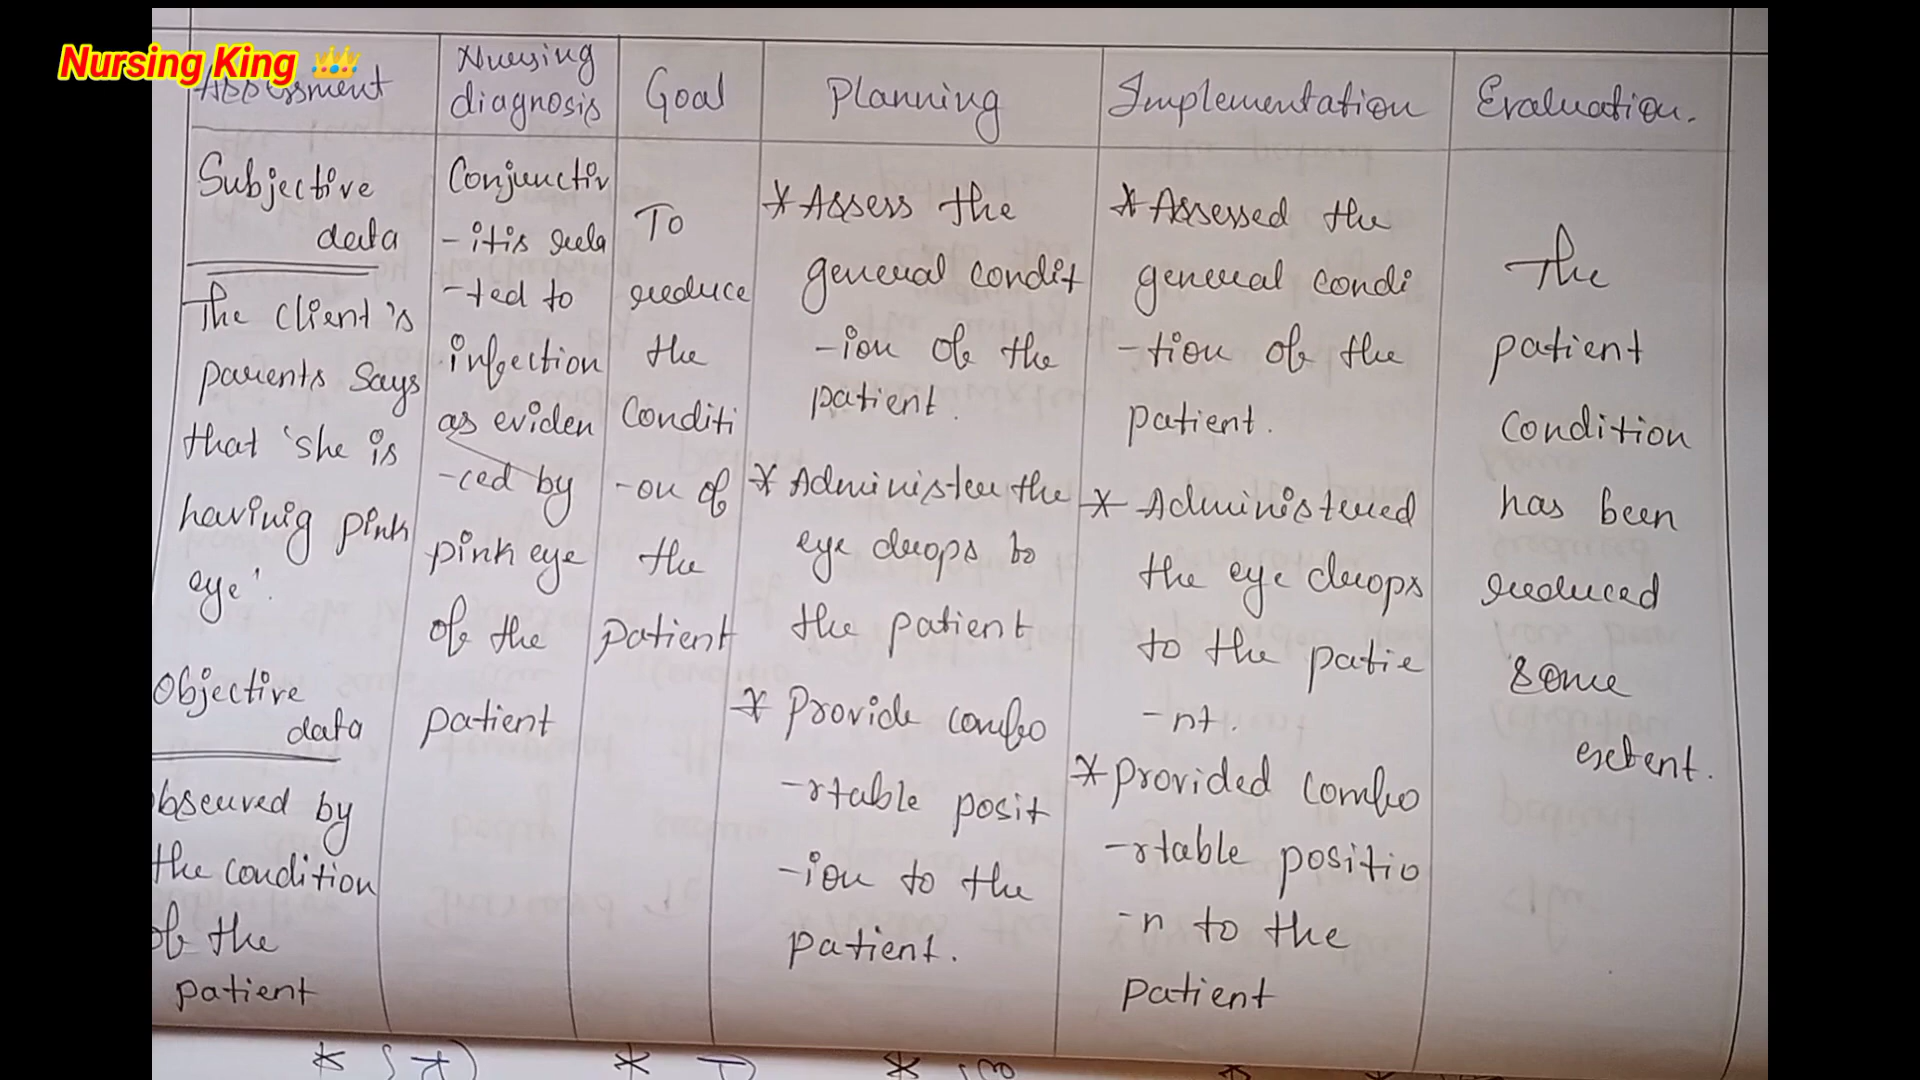 Nursing King 👑
Assessment
Nursing
diagnosis
Goal
Planning
Implementation
Evaluation.
Subjective
data
The client's
parents says
that 'she is
having pink
eye'.
Objective
data
bserved by
the condition
of the
patient
Conjunctiv
-itis rela
-ted to
infection
as eviden
-ced by
pink eye
of the
patient
To
reduce
the
Conditi
-on of
the
patient
* Assess the
general condit
-ion of the
patient.
* Administer the
eye drops to
the patient
* Provide comfo
-rtable posit
-ion to the
patient.
* Assessed the
general condi
-tion of the
patient.
* Administered
the eye drops
to the patie
-nt.
* provided comfo
-rtable positio
-n to the
patient
The
patient
condition
has been
reduced
some
extent.